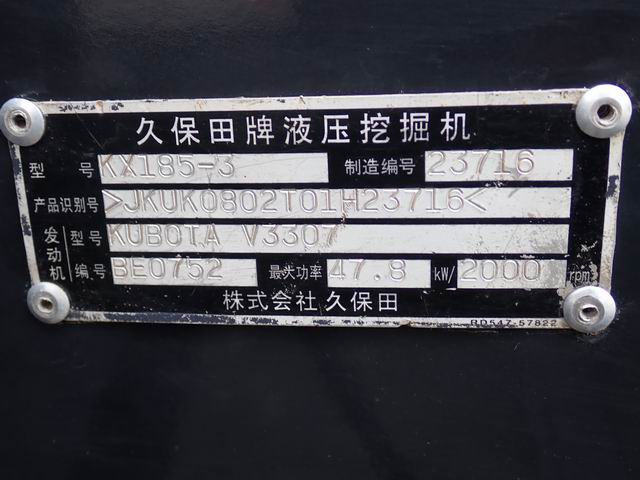 久保田牌液压挖掘机
型 号 KX185-3 制造编号 23716
产品识别号 >JKUK0802T01H23716<
发动机 型号 KUBOTA V3307
编号 BE0752 最大功率 47.8 kW/ 2000 rpm
株式会社久保田
RD547-57822